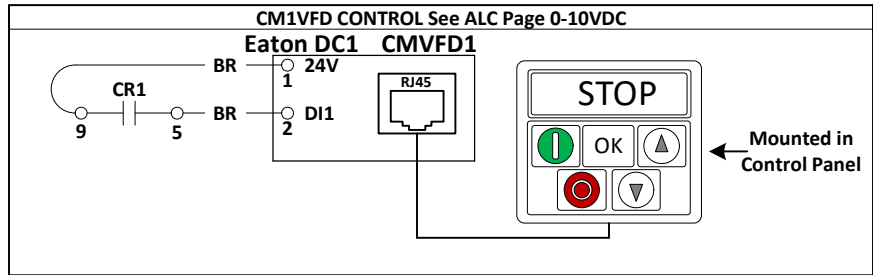 CM1VFD CONTROL See ALC Page 0-10VDC
Eaton DC1 CMVFD1
BR 24V
1
RJ45
STOP
CR1
BR DI1
9 5 2
OK
Mounted in
Control Panel